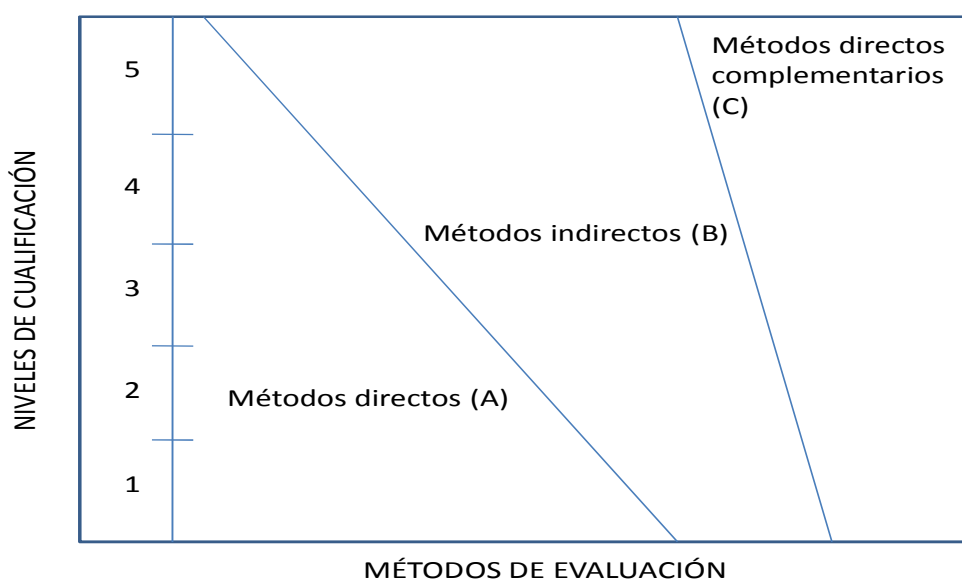 Métodos directos
complementarios
(C)
5
4
Métodos indirectos (B)
3
2
Métodos directos (A)
1
NIVELES DE CUALIFICACIÓN
MÉTODOS DE EVALUACIÓN